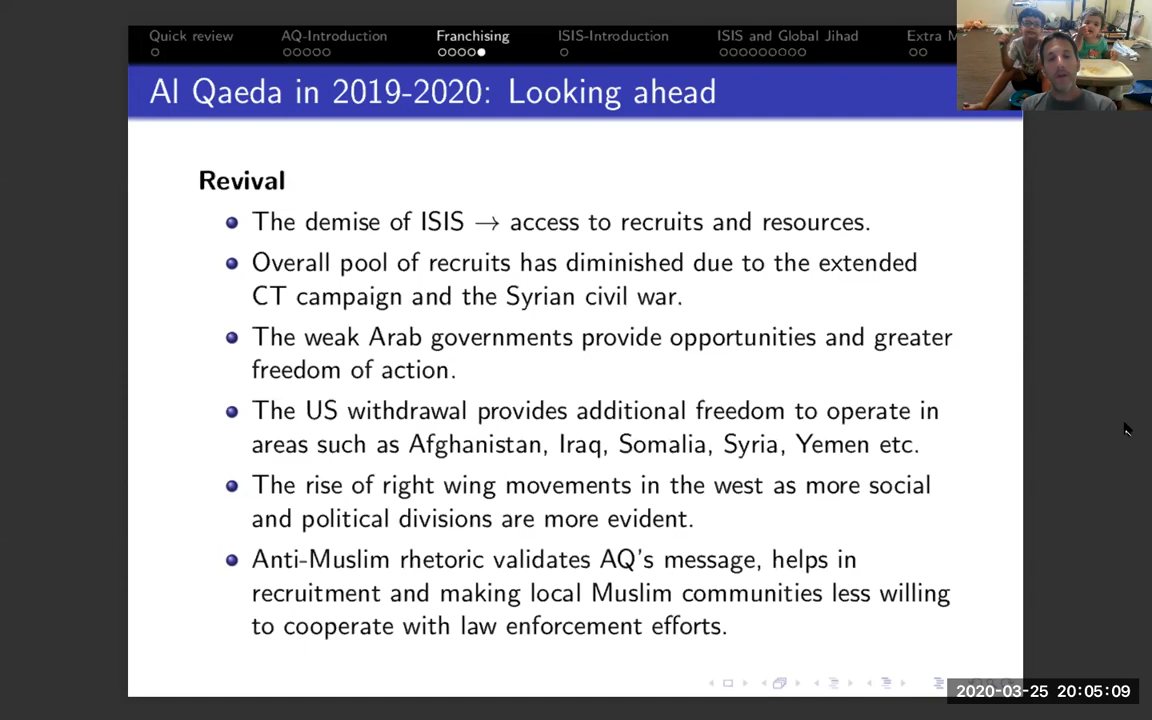 Quick review AQ-Introduction Franchising ISIS-Introduction ISIS and Global Jihad Extra M
Al Qaeda in 2019-2020: Looking ahead
Revival
The demise of ISIS → access to recruits and resources.
Overall pool of recruits has diminished due to the extended
CT campaign and the Syrian civil war.
The weak Arab governments provide opportunities and greater
freedom of action.
The US withdrawal provides additional freedom to operate in
areas such as Afghanistan, Iraq, Somalia, Syria, Yemen etc.
The rise of right wing movements in the west as more social
and political divisions are more evident.
Anti-Muslim rhetoric validates AQ's message, helps in
recruitment and making local Muslim communities less willing
to cooperate with law enforcement efforts.
2020-03-25 20:05:09